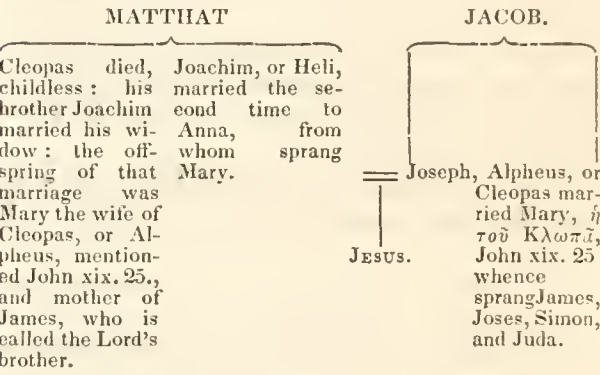 MATTHAT
Cleopas died,
childless : his
brother Joachim
married his wi-
dow : the off-
spring of that
marriage was
Mary the wife of
Cleopas, or Al-
pheus, mention-
ed John xix. 25.,
and mother of
James, who is
called the Lord's
brother.
Joachim, or Heli,
married the se-
cond time to
Anna, from
whom sprang
Mary.
JACOB.
Joseph,
JESUS.
Alpheus, or
Cleopas mar-
ried Mary, ἡ
τοῦ Κλωπᾶ,
John xix. 25
whence
sprangJames,
Joses, Simon,
and Juda.